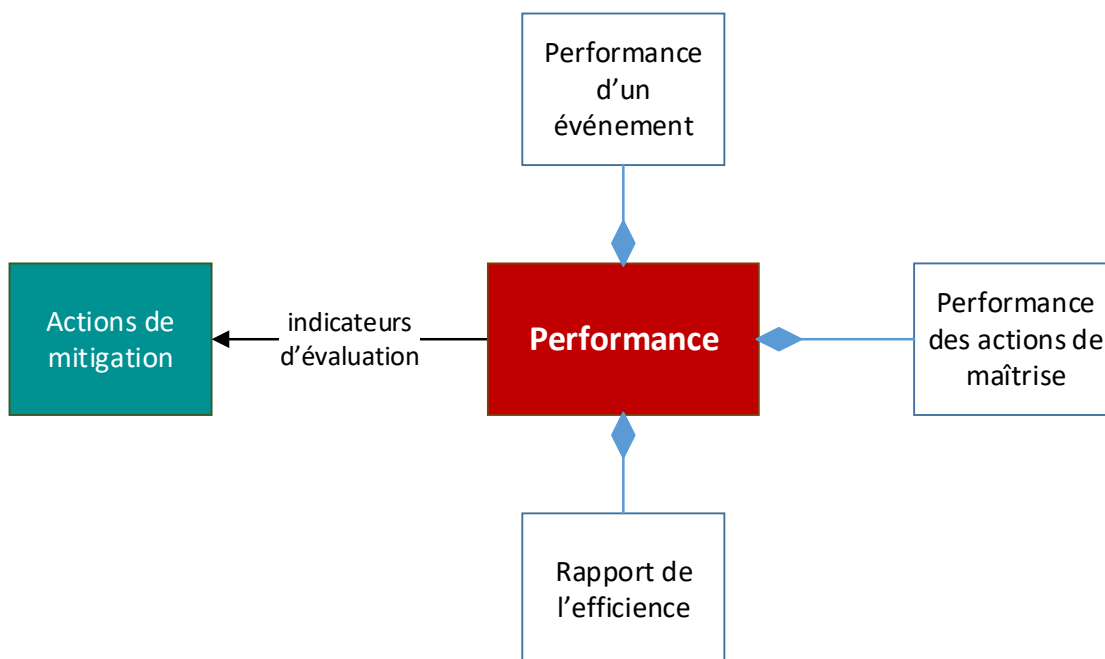 Performance
d’un
événement
Actions de
mitigation
indicateurs
d’évaluation
Performance
Performance
des actions de
maîtrise
Rapport de
l’efficience